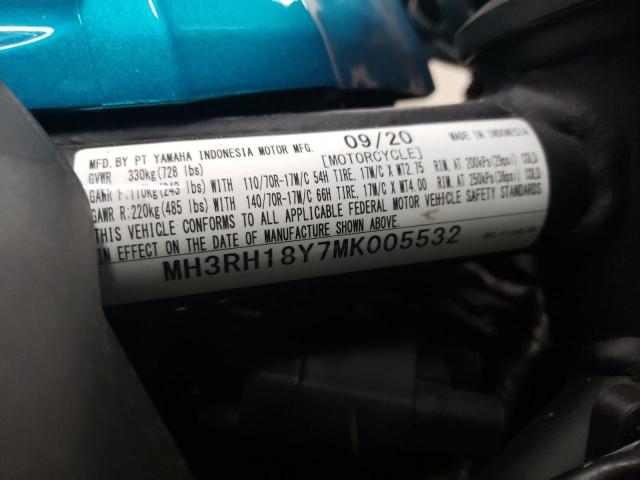 MFD. BY PT YAMAHA INDONESIA MOTOR MFG. 09/20 MADE IN INDONESIA
GVWR 330kg(728 lbs) [MOTORCYCLE]
GAWR F:110kg(243 lbs) WITH 110/70R-17M/C 54H TIRE, 17M/C X MT2.75 RIM, AT 200kPa(29psi) COLD
GAWR R:220kg(485 lbs) WITH 140/70R-17M/C 66H TIRE, 17M/C X MT4.00 RIM, AT 250kPa(36psi) COLD
THIS VEHICLE CONFORMS TO ALL APPLICABLE FEDERAL MOTOR VEHICLE SAFETY STANDARDS
IN EFFECT ON THE DATE OF MANUFACTURE SHOWN ABOVE.
MH3RH18Y7MK005532